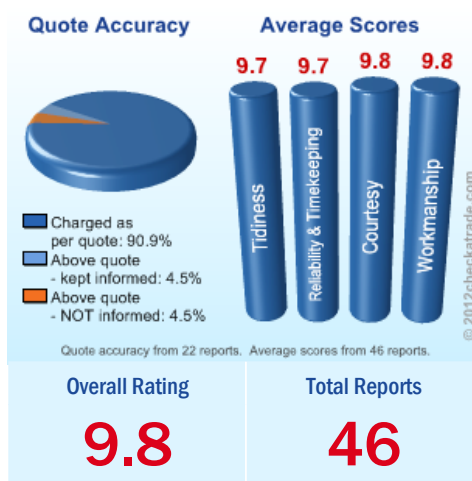 Quote Accuracy
Average Scores
9.7 9.7 9.8 9.8
Tidiness
Reliability & Timekeeping
Courtesy
Workmanship
Charged as
per quote: 90.9%
Above quote
- kept informed: 4.5%
Above quote
- NOT informed: 4.5%
© 2012checkatrade.com
Quote accuracy from 22 reports. Average scores from 46 reports.
Overall Rating
9.8
Total Reports
46